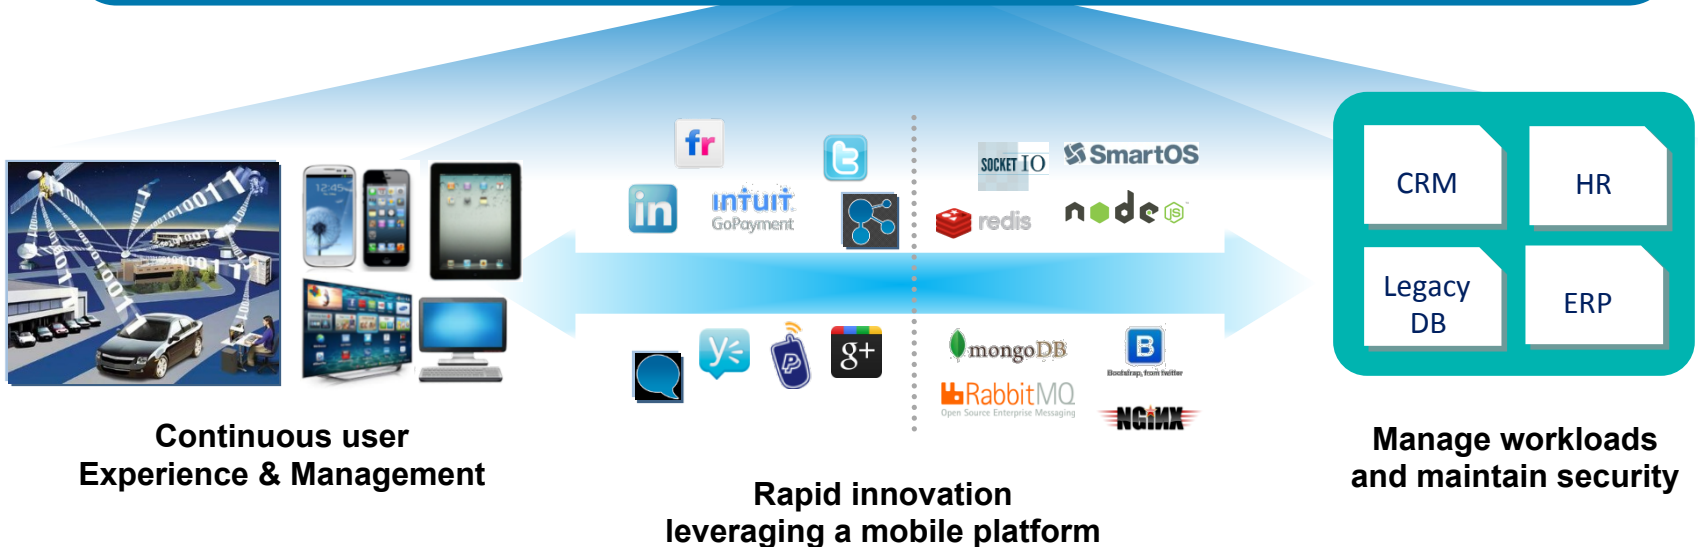 fr
in
intuit
GoPayment
SOCKET IO
SmartOS
redis
node
JS
CRM
HR
Legacy
DB
ERP
12:45
y
P
g+
mongoDB
B
Bootstrap, from twitter
RabbitMQ
Open Source Enterprise Messaging
NGiNX
Continuous user
Experience & Management
Rapid innovation
leveraging a mobile platform
Manage workloads
and maintain security